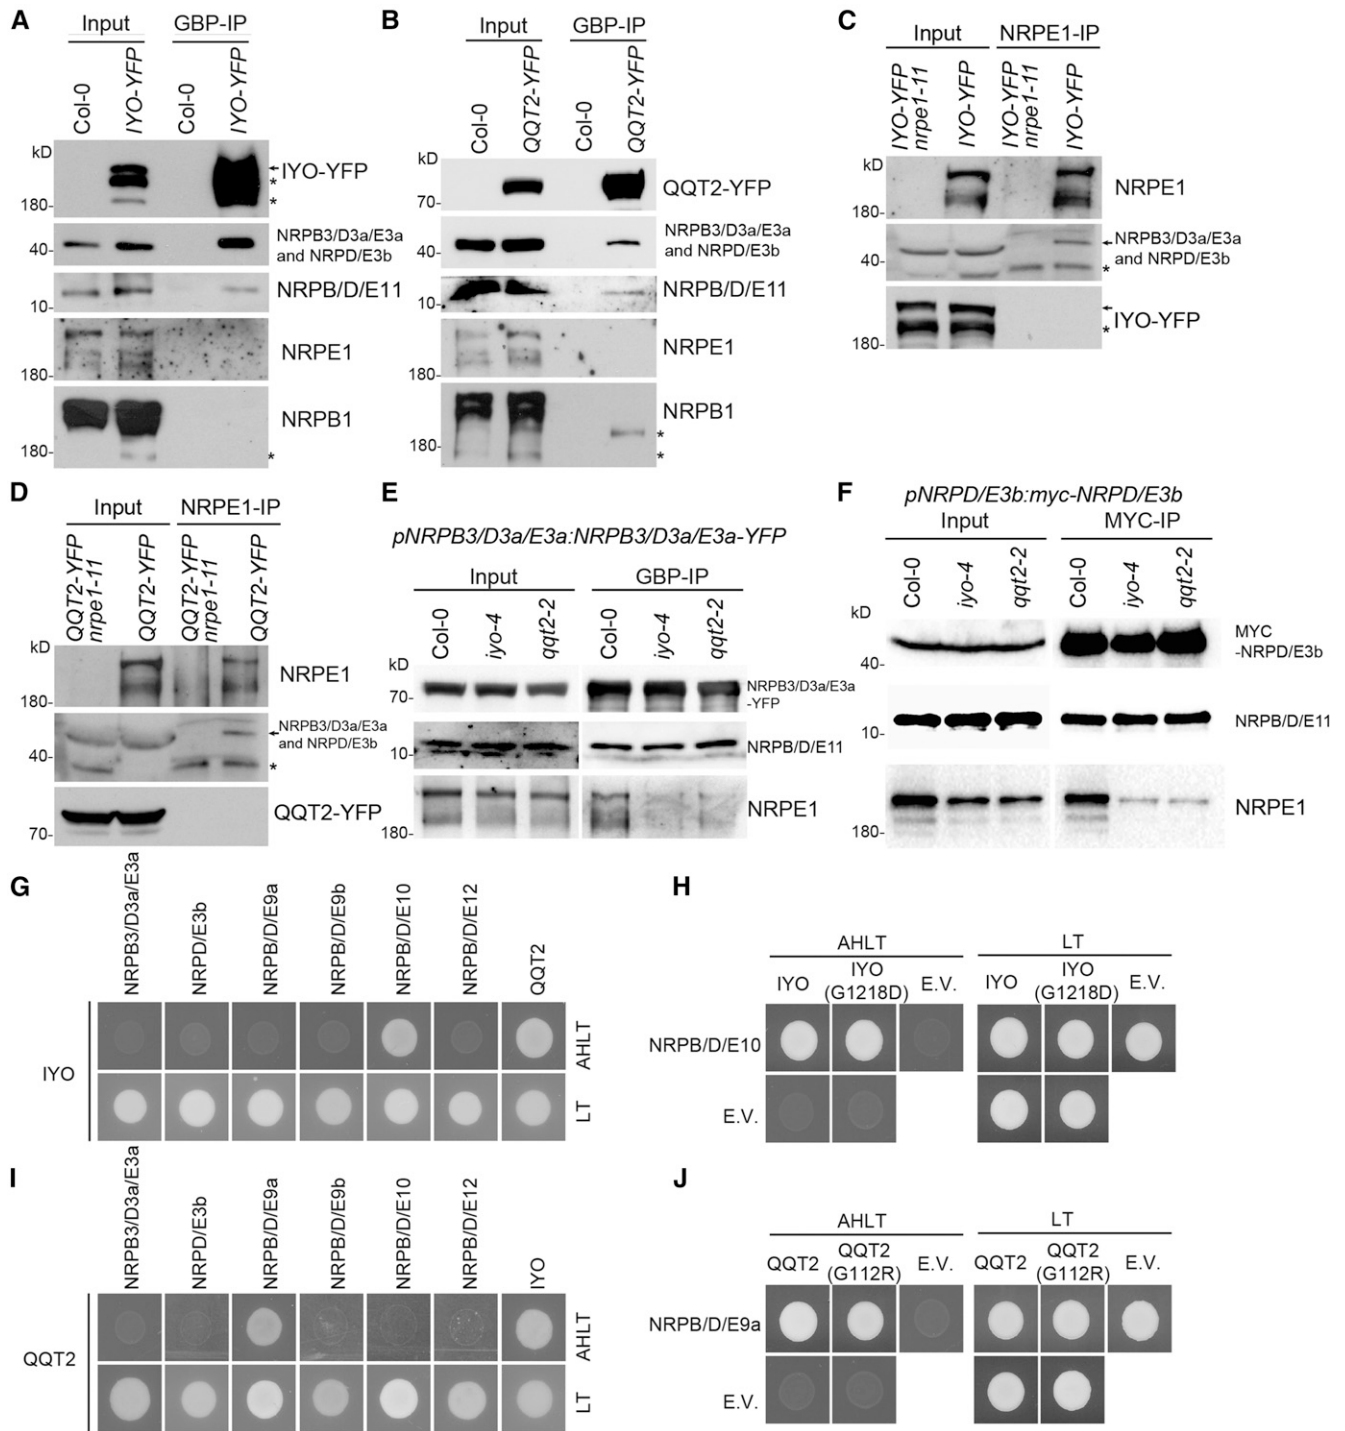 A
Input
GBP-IP
Col-0
IYO-YFP
Col-0
IYO-YFP
kD
IYO-YFP
*
*
180-
NRPB3/D3a/E3a
and NRPD/E3b
40-
NRPB/D/E11
10-
NRPE1
180-
NRPB1
180-
*
B
Input
GBP-IP
Col-0
QQT2-YFP
Col-0
QQT2-YFP
kD
QQT2-YFP
70-
NRPB3/D3a/E3a
and NRPD/E3b
40-
NRPB/D/E11
10-
NRPE1
180-
NRPB1
*
180-
*
C
Input
NRPE1-IP
IYO-YFP
nrpe1-11
IYO-YFP
IYO-YFP
nrpe1-11
IYO-YFP
kD
NRPE1
180-
NRPB3/D3a/E3a
and NRPD/E3b
40-
*
IYO-YFP
*
180-
D
Input
NRPE1-IP
QQT2-YFP
nrpe1-11
QQT2-YFP
QQT2-YFP
nrpe1-11
QQT2-YFP
kD
NRPE1
180-
NRPB3/D3a/E3a
and NRPD/E3b
40-
*
QQT2-YFP
70-
E
pNRPB3/D3a/E3a:NRPB3/D3a/E3a-YFP
Input
GBP-IP
Col-0
iyo-4
qqt2-2
Col-0
iyo-4
qqt2-2
kD
NRPB3/D3a/E3a
-YFP
70-
NRPB/D/E11
10-
NRPE1
180-
F
pNRPD/E3b:myc-NRPD/E3b
Input
MYC-IP
Col-0
iyo-4
qqt2-2
Col-0
iyo-4
qqt2-2
kD
MYC
-NRPD/E3b
40-
NRPB/D/E11
10-
NRPE1
180-
G
NRPB3/D3a/E3a
NRPD/E3b
NRPB/D/E9a
NRPB/D/E9b
NRPB/D/E10
NRPB/D/E12
QQT2
IYO
AHLT
LT
H
AHLT
LT
IYO
IYO
(G1218D)
E.V.
IYO
IYO
(G1218D)
E.V.
NRPB/D/E10
E.V.
I
NRPB3/D3a/E3a
NRPD/E3b
NRPB/D/E9a
NRPB/D/E9b
NRPB/D/E10
NRPB/D/E12
IYO
QQT2
AHLT
LT
J
AHLT
LT
QQT2
QQT2
(G112R)
E.V.
QQT2
QQT2
(G112R)
E.V.
NRPB/D/E9a
E.V.